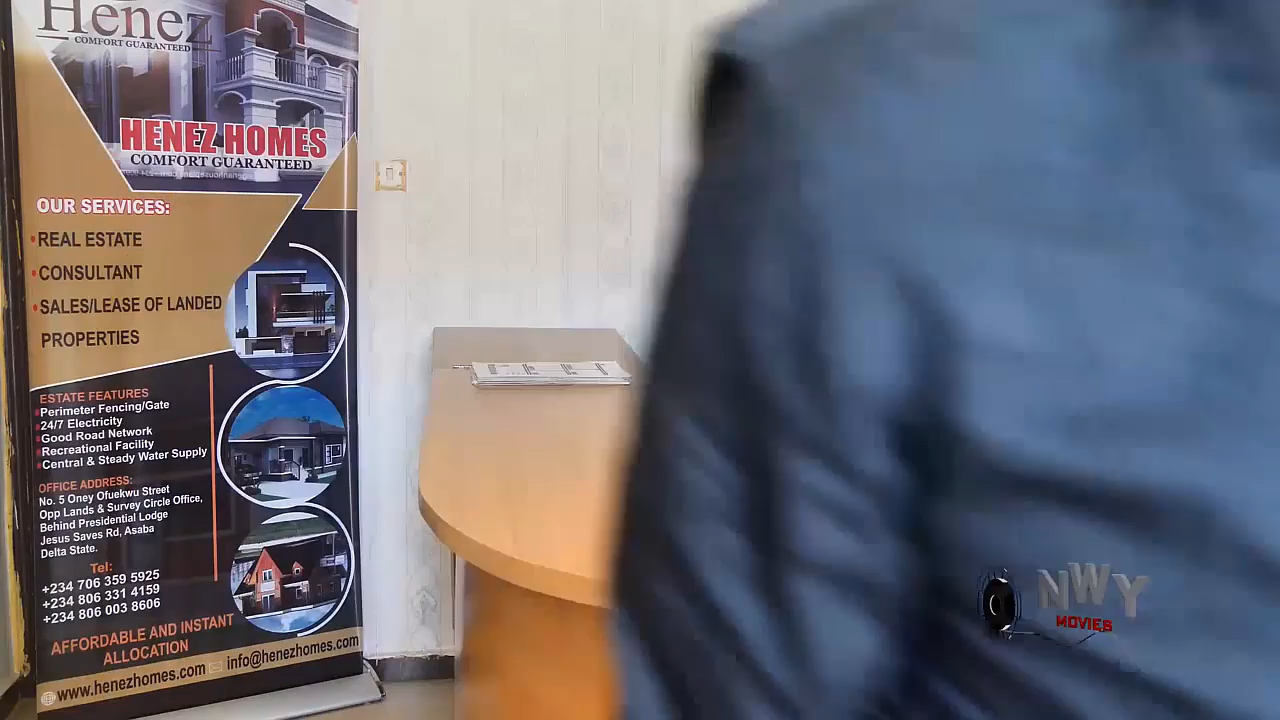 Henez
COMFORT GUARANTEED
HENEZ HOMES
COMFORT GUARANTEED
OUR SERVICES:
REAL ESTATE
CONSULTANT
SALES/LEASE OF LANDED
PROPERTIES
ESTATE FEATURES
Perimeter Fencing/Gate
24/7 Electricity
Good Road Network
Recreational Facility
Central & Steady Water Supply
OFFICE ADDRESS:
No. 5 Oney Ofuekwu Street
Opp Lands & Survey Circle Office,
Behind Presidential Lodge
Jesus Saves Rd, Asaba
Delta State.
Tel:
+234 706 359 5925
+234 806 331 4159
+234 806 003 8606
AFFORDABLE AND INSTANT
ALLOCATION
www.henezhomes.com info@henezhomes.com
NWY
MOVIES